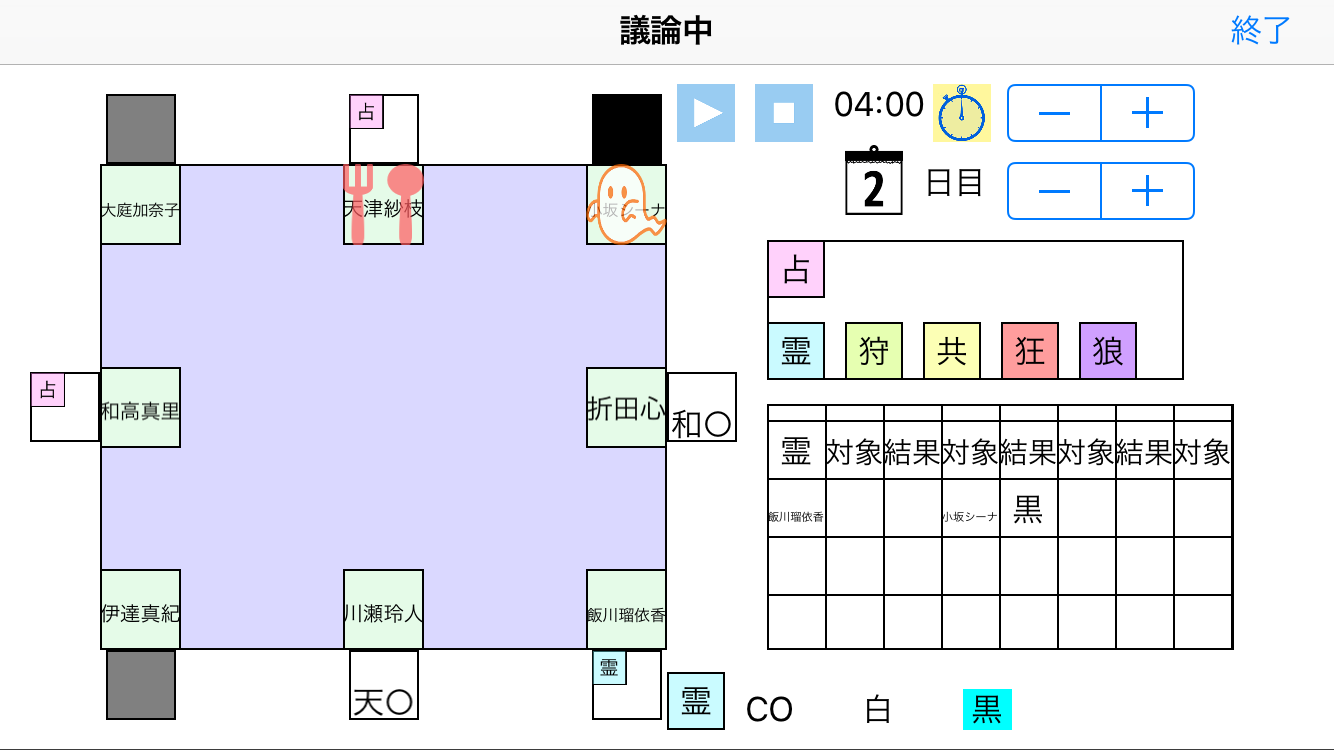 議論中
終了
占
04:00
2
日目
大庭加奈子
天津紗枝
小坂シーナ
占
霊
狩
共
狂
狼
占
和高真里
折田心
和〇
霊
対象
結果
対象
結果
対象
結果
対象
飯川瑠依香
小坂シーナ
黒
伊達真紀
川瀬玲人
飯川瑠依香
天〇
霊
霊
CO
白
黒